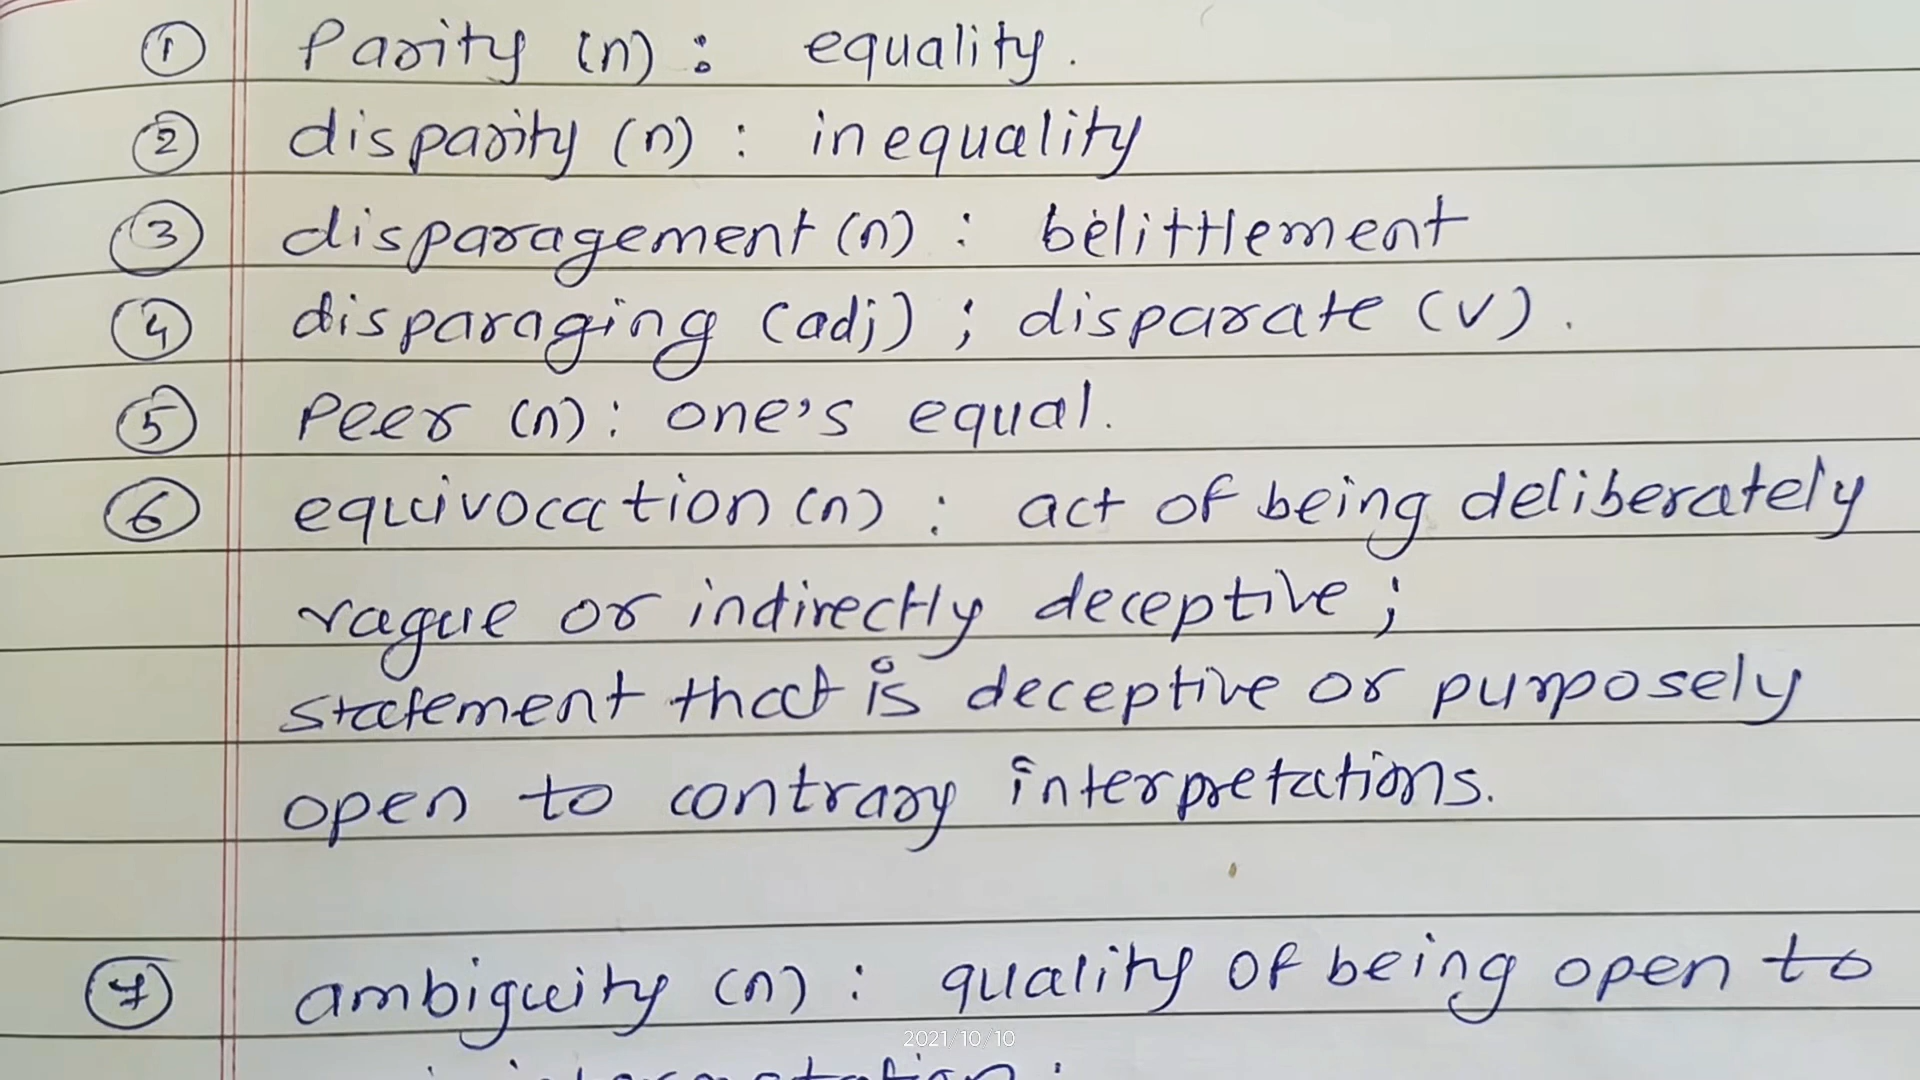 1 Parity (n) : equality.
2 disparity (n) : inequality
3 disparagement (n) : belittlement
4 disparaging (adj) ; disparate (v).
5 Peer (n) : one's equal.
6 equivocation (n) : act of being deliberately
vague or indirectly deceptive ;
statement that is deceptive or purposely
open to contrary interpretations.
7 ambiguity (n) : quality of being open to
2021/10/10